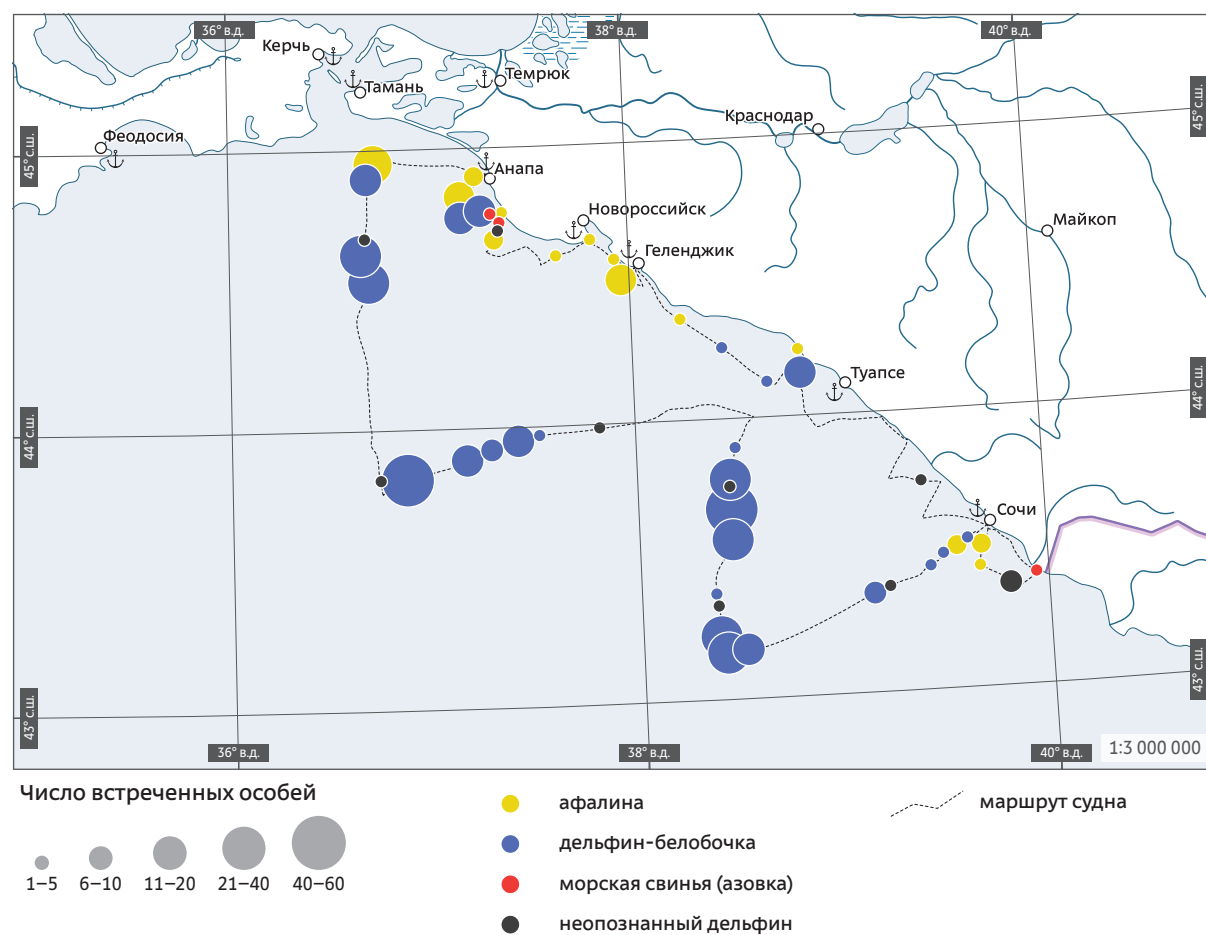 36° в.д.
38° в.д.
40° в.д.
Керчь
Темрюк
Тамань
45° с.ш.
Краснодар
Феодосия
45° с.ш.
Анапа
Новороссийск
Майкоп
Геленджик
Туапсе
44° с.ш.
44° с.ш.
Сочи
43° с.ш.
43° с.ш.
36° в.д.
38° в.д.
40° в.д.
1:3 000 000
Число встреченных особей
1–5
6–10
11–20
21–40
40–60
афалина
дельфин-белобочка
морская свинья (азовка)
неопознанный дельфин
маршрут судна